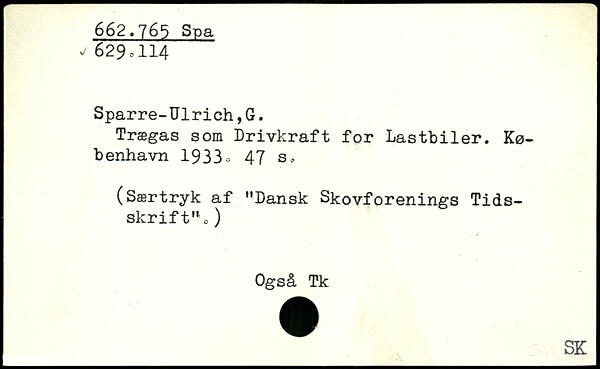 662.765 Spa
✓ 629.114
Sparre-Ulrich,G.
Trægas som Drivkraft for Lastbiler. Kø-
benhavn 1933. 47 s.
(Særtryk af "Dansk Skovforenings Tids-
skrift".)
Også Tk
SK